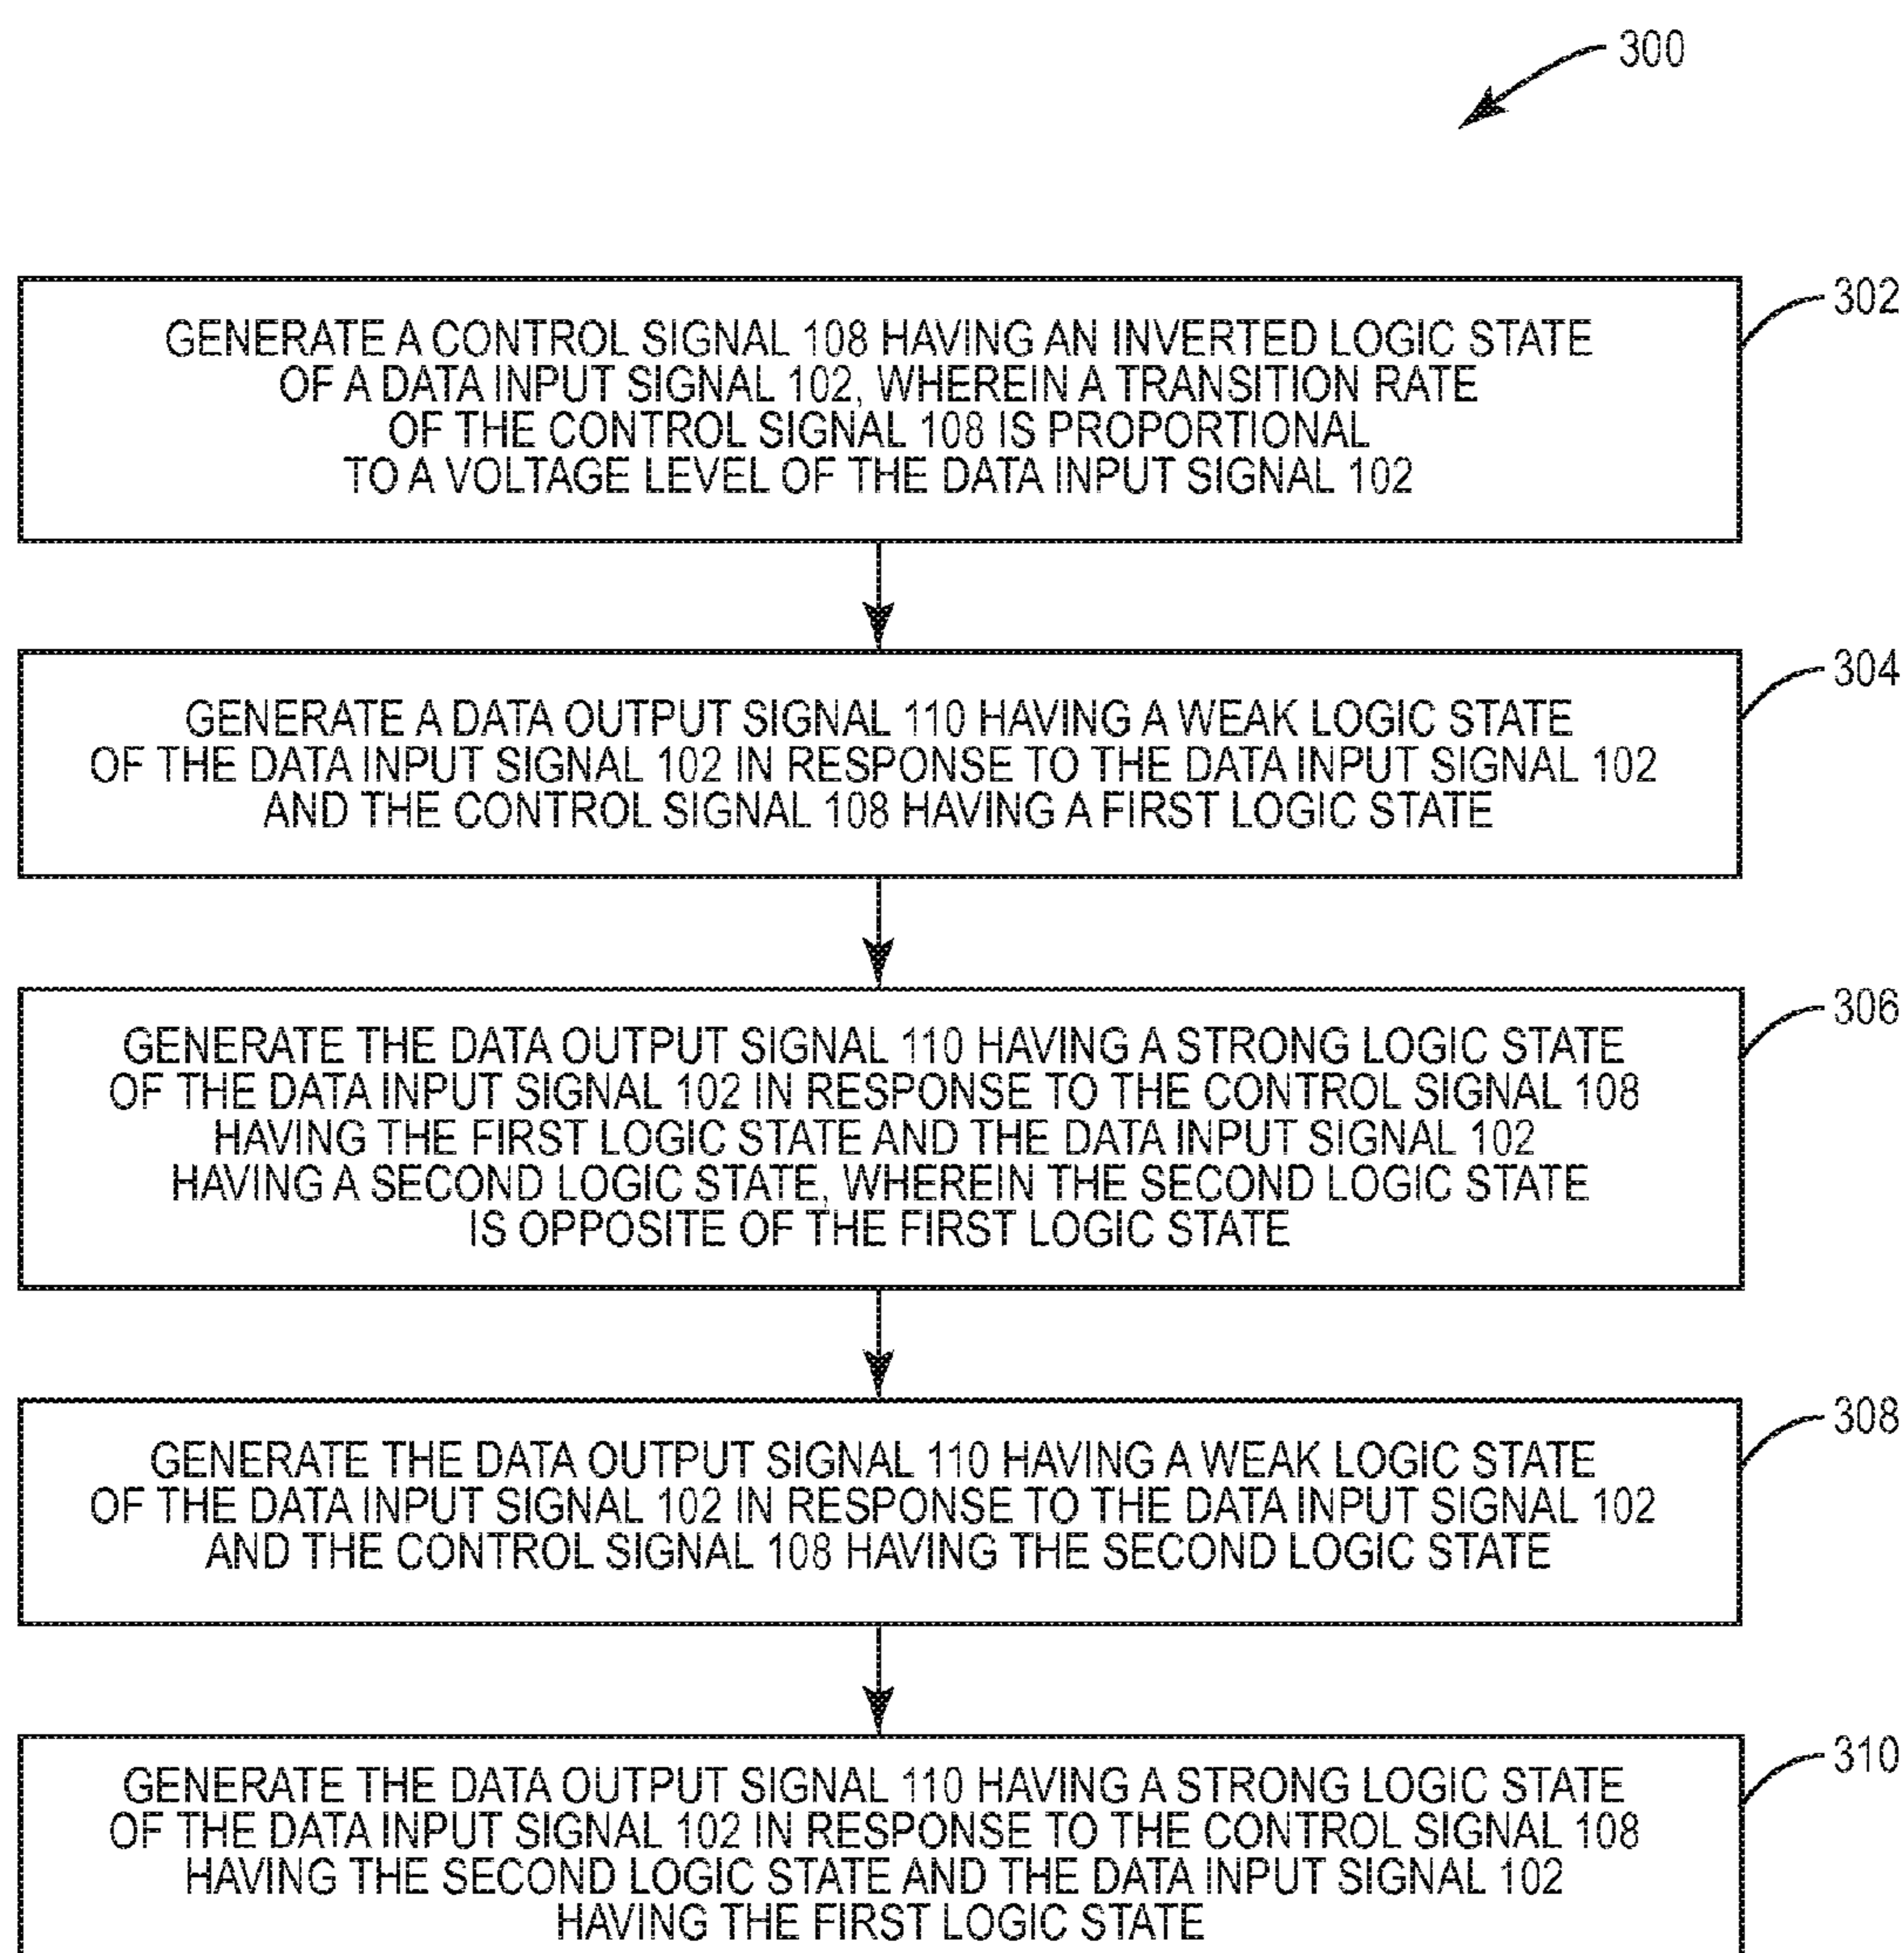 300
302
GENERATE A CONTROL SIGNAL 108 HAVING AN INVERTED LOGIC STATE
OF A DATA INPUT SIGNAL 102, WHEREIN A TRANSITION RATE
OF THE CONTROL SIGNAL 108 IS PROPORTIONAL
TO A VOLTAGE LEVEL OF THE DATA INPUT SIGNAL 102
304
GENERATE A DATA OUTPUT SIGNAL 110 HAVING A WEAK LOGIC STATE
OF THE DATA INPUT SIGNAL 102 IN RESPONSE TO THE DATA INPUT SIGNAL 102
AND THE CONTROL SIGNAL 108 HAVING A FIRST LOGIC STATE
306
GENERATE THE DATA OUTPUT SIGNAL 110 HAVING A STRONG LOGIC STATE
OF THE DATA INPUT SIGNAL 102 IN RESPONSE TO THE CONTROL SIGNAL 108
HAVING THE FIRST LOGIC STATE AND THE DATA INPUT SIGNAL 102
HAVING A SECOND LOGIC STATE, WHEREIN THE SECOND LOGIC STATE
IS OPPOSITE OF THE FIRST LOGIC STATE
308
GENERATE THE DATA OUTPUT SIGNAL 110 HAVING A WEAK LOGIC STATE
OF THE DATA INPUT SIGNAL 102 IN RESPONSE TO THE DATA INPUT SIGNAL 102
AND THE CONTROL SIGNAL 108 HAVING THE SECOND LOGIC STATE
310
GENERATE THE DATA OUTPUT SIGNAL 110 HAVING A STRONG LOGIC STATE
OF THE DATA INPUT SIGNAL 102 IN RESPONSE TO THE CONTROL SIGNAL 108
HAVING THE SECOND LOGIC STATE AND THE DATA INPUT SIGNAL 102
HAVING THE FIRST LOGIC STATE